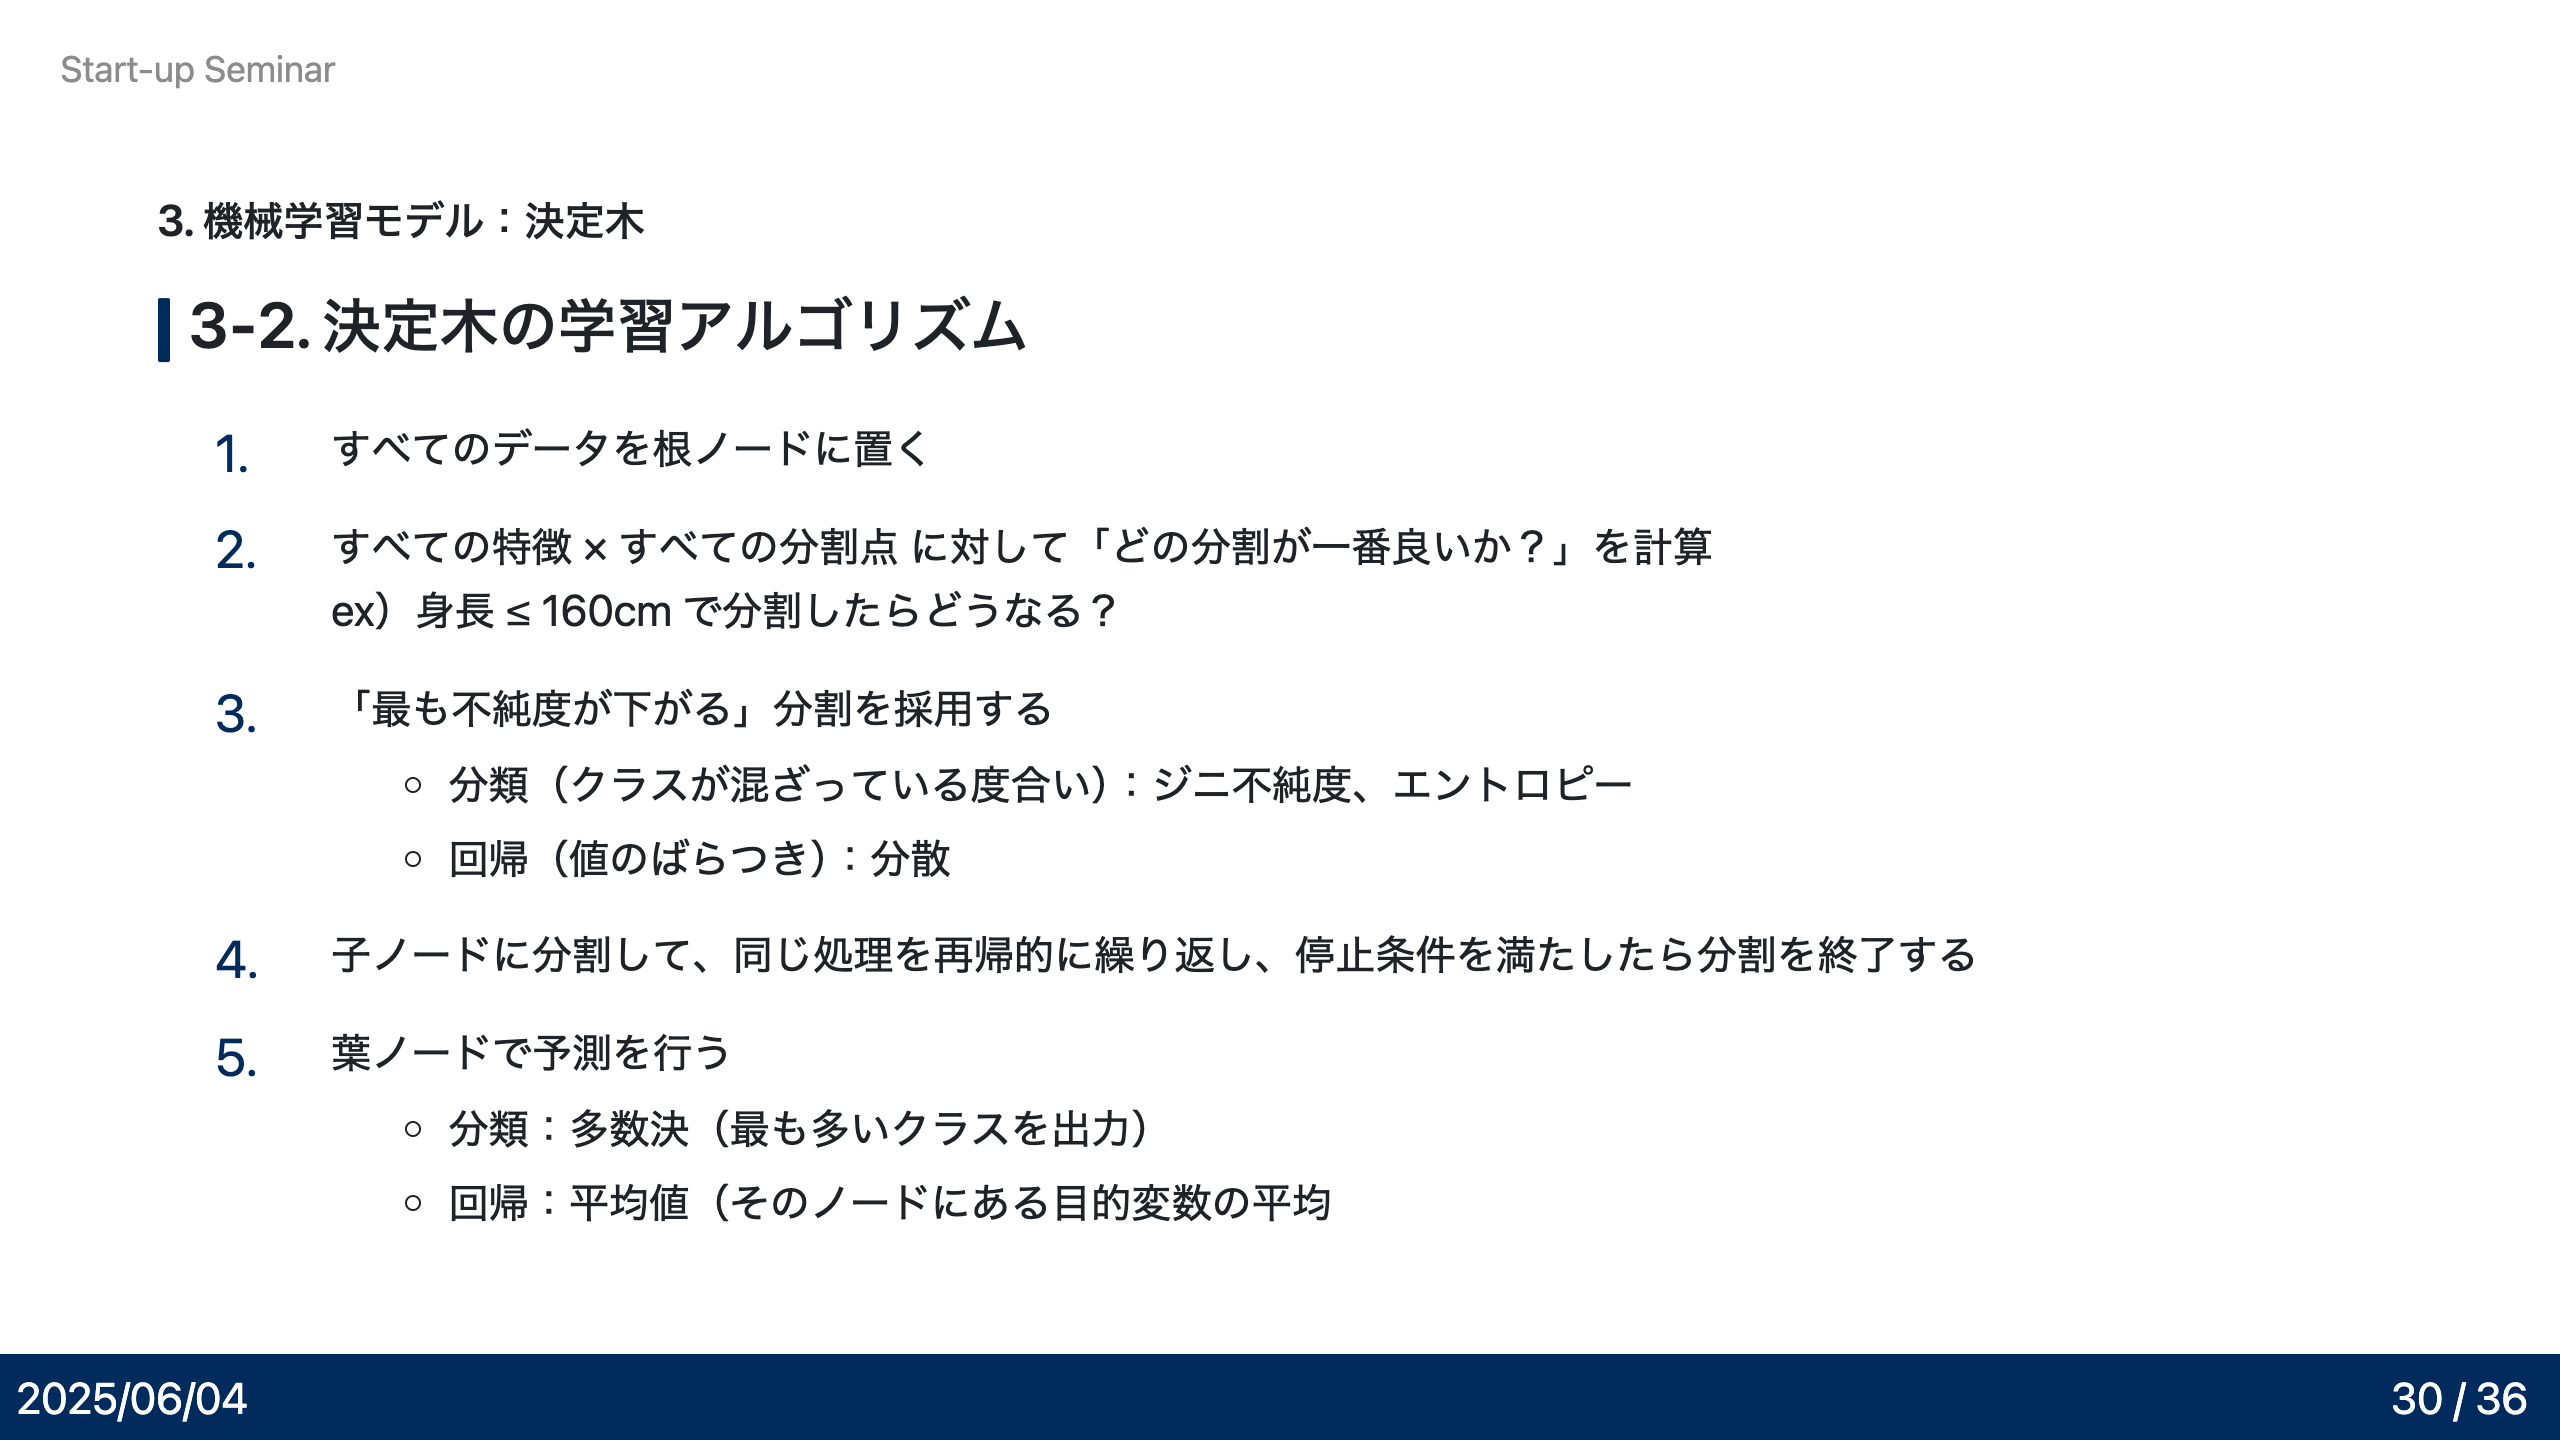 Start-up Seminar
3. 機械学習モデル：決定木
3-2. 決定木の学習アルゴリズム
1. すべてのデータを根ノードに置く
2. すべての特徴 × すべての分割点 に対して「どの分割が一番良いか？」を計算
ex）身長 ≤ 160cm で分割したらどうなる？
3. 「最も不純度が下がる」分割を採用する
○ 分類（クラスが混ざっている度合い）：ジニ不純度、エントロピー
○ 回帰（値のばらつき）：分散
4. 子ノードに分割して、同じ処理を再帰的に繰り返し、停止条件を満たしたら分割を終了する
5. 葉ノードで予測を行う
○ 分類：多数決（最も多いクラスを出力）
○ 回帰：平均値（そのノードにある目的変数の平均
2025/06/04
30 / 36